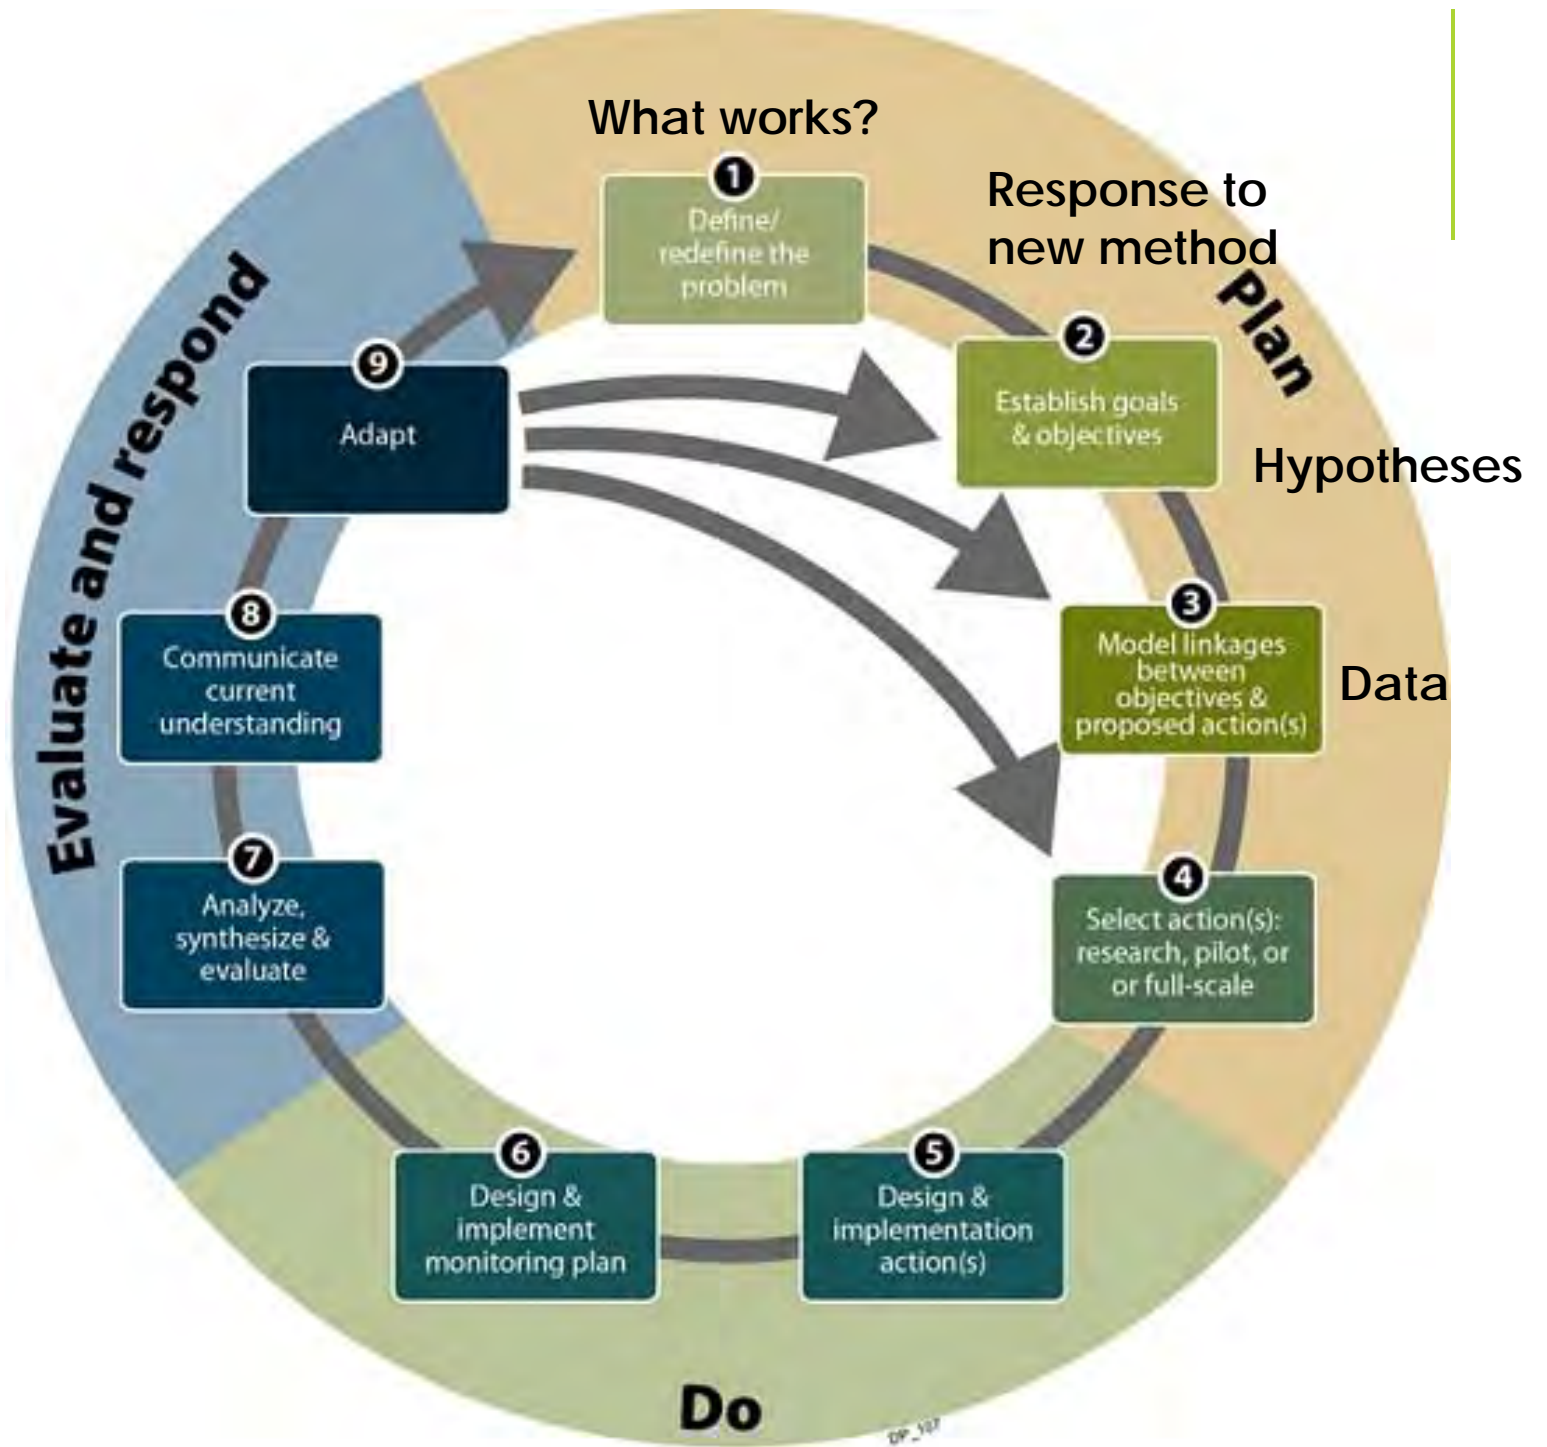 What works?
1
Define/
redefine the
problem
Response to
new method
Plan
2
Establish goals
& objectives
Hypotheses
3
Model linkages
between
objectives &
proposed action(s)
Data
4
Select action(s):
research, pilot, or
or full-scale
5
Design &
implementation
action(s)
6
Design &
implement
monitoring plan
Do
7
Analyze,
synthesize &
evaluate
8
Communicate
current
understanding
9
Adapt
Evaluate and respond